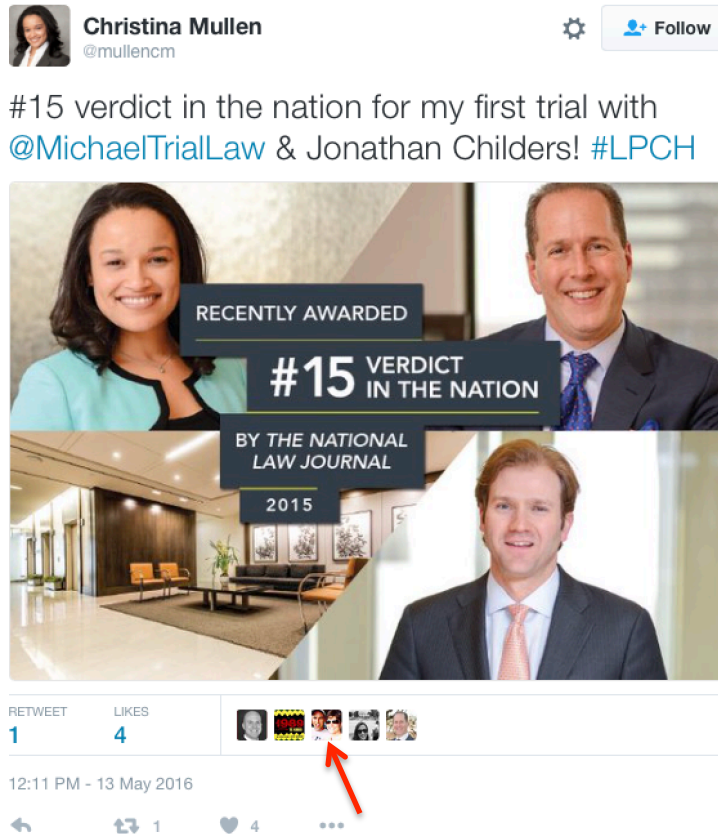 Christina Mullen
@mullencm
Follow
#15 verdict in the nation for my first trial with
@MichaelTrialLaw & Jonathan Childers! #LPCH
RECENTLY AWARDED
#15 VERDICT
IN THE NATION
BY THE NATIONAL
LAW JOURNAL
2015
RETWEET
LIKES
1
4
1989
12:11 PM - 13 May 2016
1
4